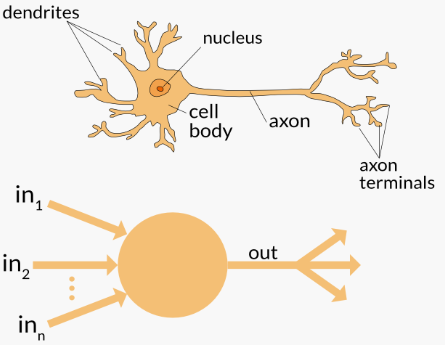 dendrites
nucleus
cell
body
axon
axon
terminals
in1
in2
out
inn